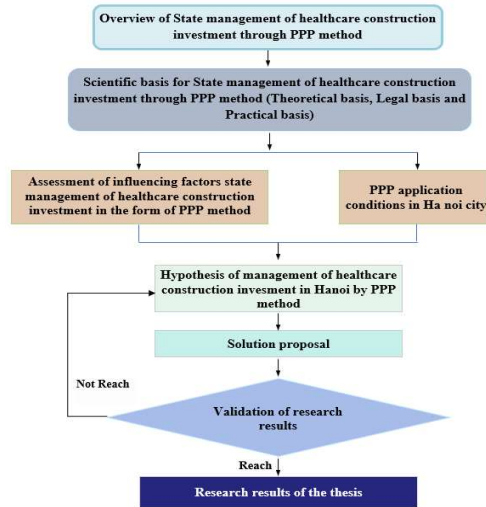 Overview of State management of healthcare construction
investment through PPP method
Scientific basis for State management of healthcare construction
investment through PPP method (Theoretical basis, Legal basis and
Practical basis)
Assessment of influencing factors state
management of healthcare construction
investment in the form of PPP method
PPP application
conditions in Ha noi city
Hypothesis of management of healthcare
construction invesment in Hanoi by PPP
method
Solution proposal
Not Reach
Validation of research
results
Reach
Research results of the thesis